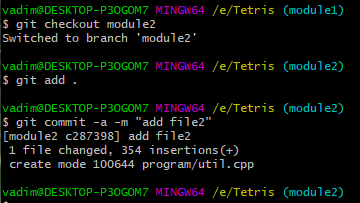 vadim@DESKTOP-P3OGOM7 MINGW64 /e/Tetris (module1)
$ git checkout module2
Switched to branch 'module2'
vadim@DESKTOP-P3OGOM7 MINGW64 /e/Tetris (module2)
$ git add .
vadim@DESKTOP-P3OGOM7 MINGW64 /e/Tetris (module2)
$ git commit -a -m "add file2"
[module2 c287398] add file2
 1 file changed, 354 insertions(+)
 create mode 100644 program/util.cpp
vadim@DESKTOP-P3OGOM7 MINGW64 /e/Tetris (module2)